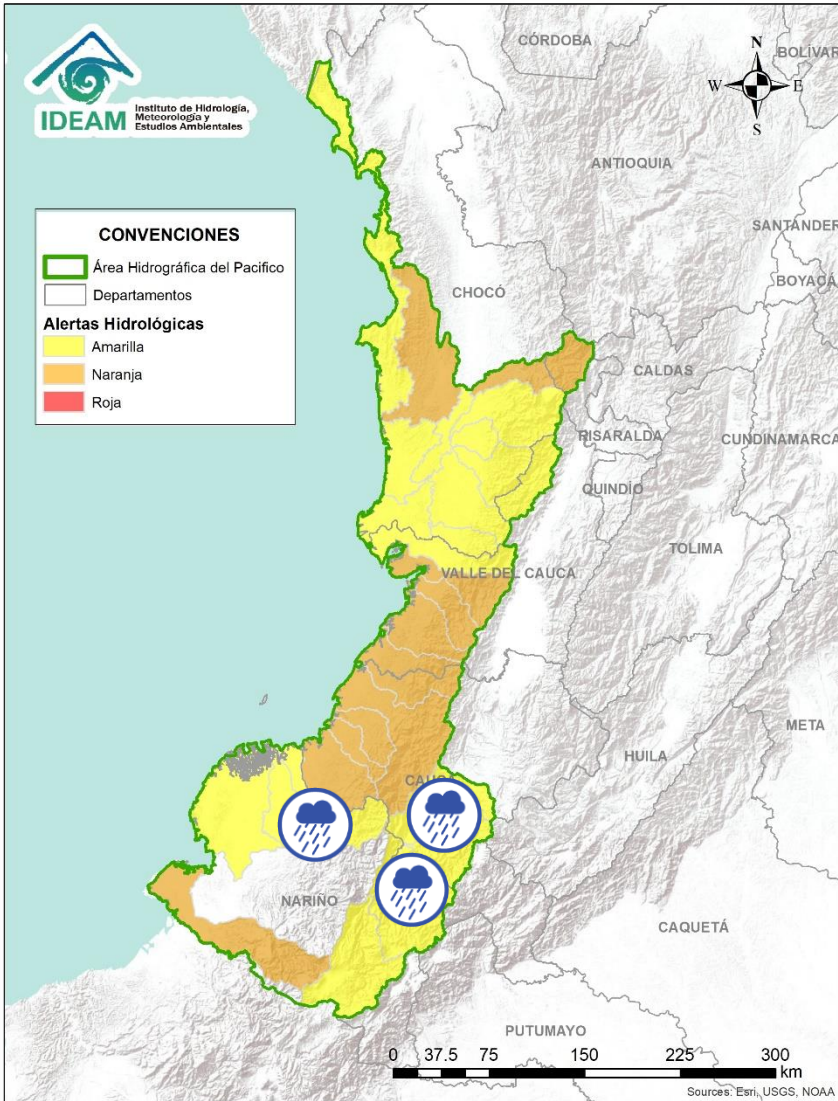 CÓRDOBA
BOLÍVAR
N
W E
S
IDEAM
Instituto de Hidrología,
Meteorología y
Estudios Ambientales
ANTIOQUIA
SANTANDER
CONVENCIONES
Área Hidrográfica del Pacifico
Departamentos
Alertas Hidrológicas
Amarilla
Naranja
Roja
BOYACÁ
CHOCÓ
CALDAS
RISARALDA
CUNDINAMARCA
QUINDÍO
TOLIMA
VALLE DEL CAUCA
META
HUILA
CAUCA
NARIÑO
CAQUETÁ
PUTUMAYO
0 37.5 75 150 225 300
km
Sources: Esri, USGS, NOAA